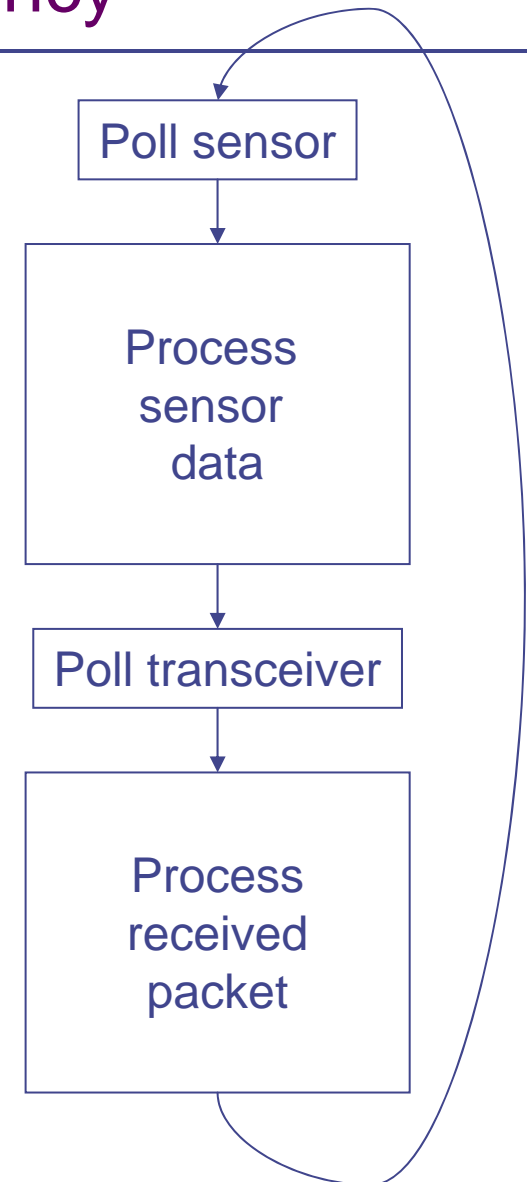 Poll sensor
Process
sensor
data
Poll transceiver
Process
received
packet